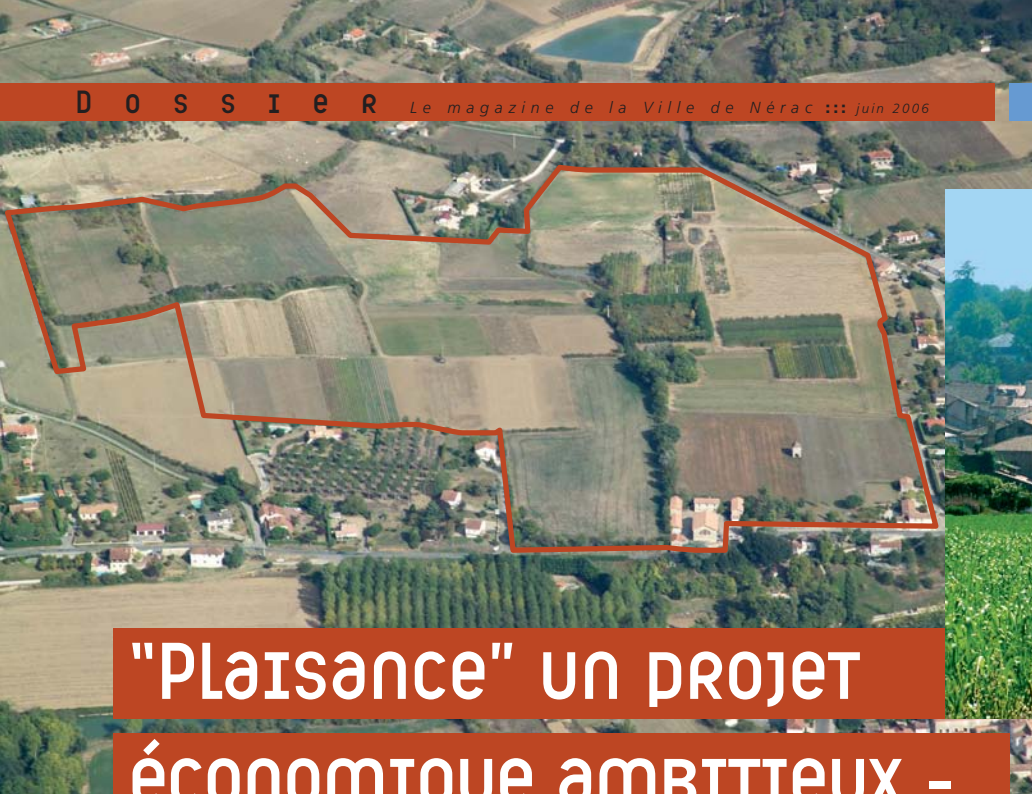 Dossier Le magazine de la Ville de Nérac ::: juin 2006
"Plaisance" un projet
économique ambitieux -